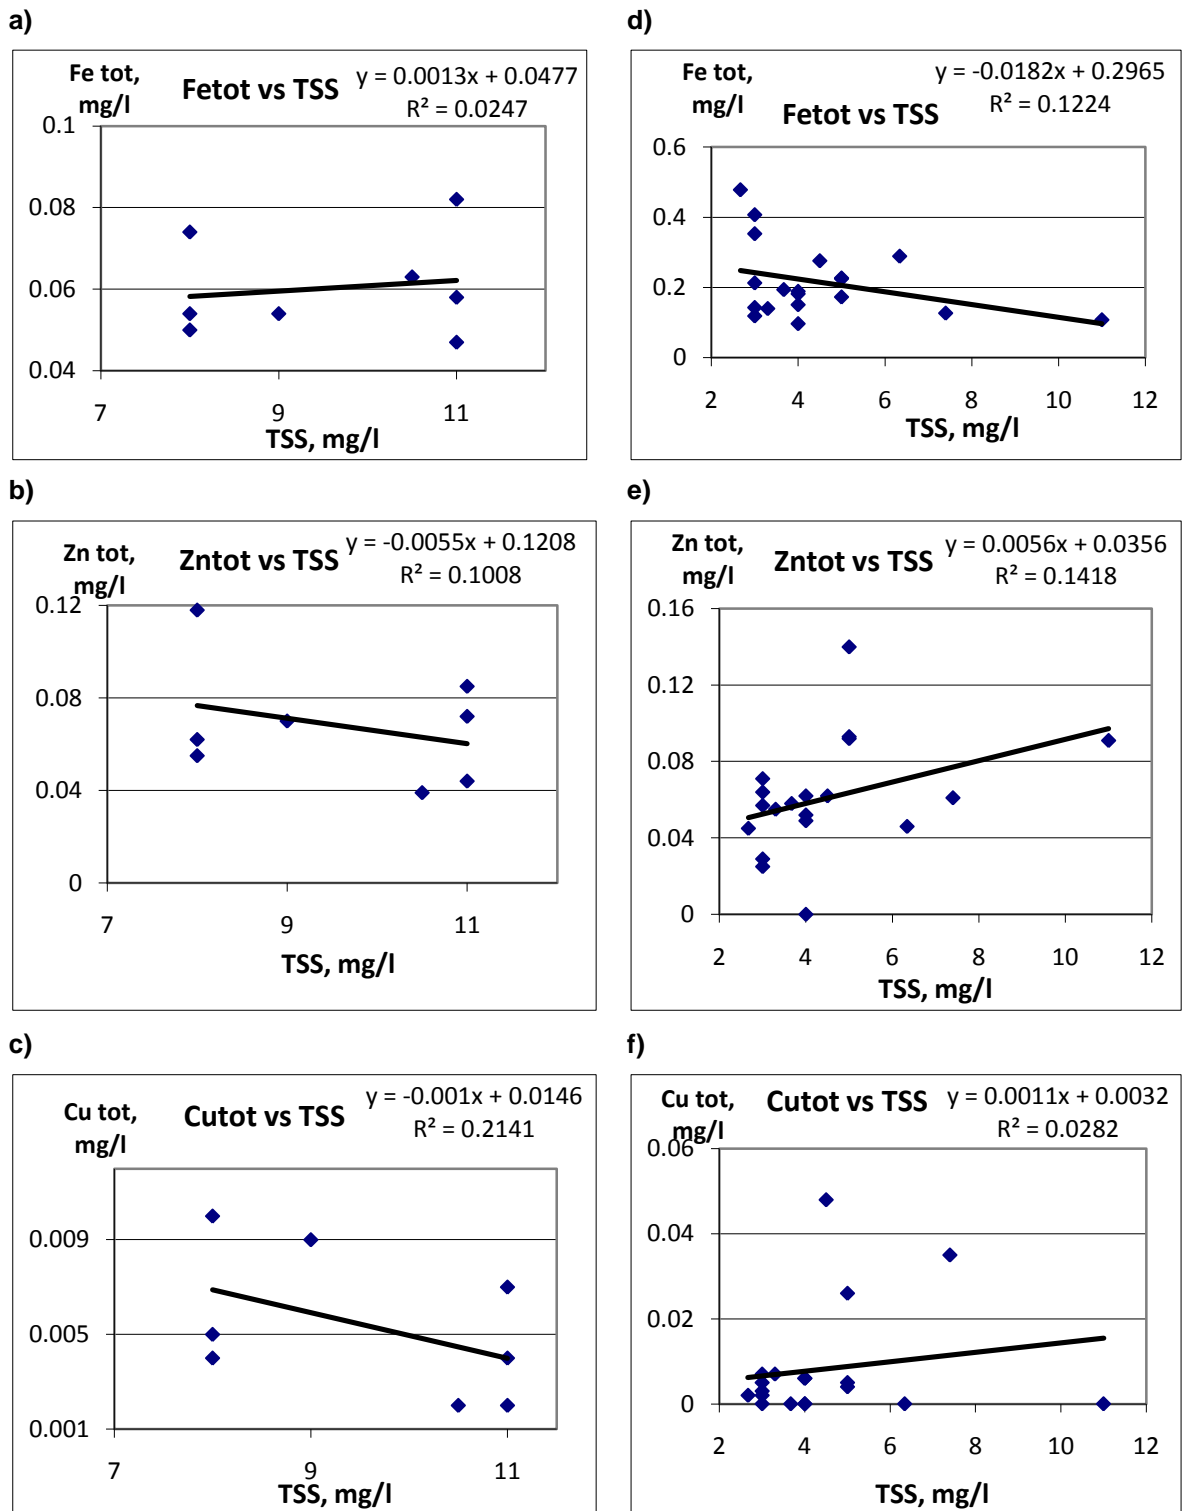 a)
Fe tot,
mg/l
Fetot vs TSS
y = 0.0013x + 0.0477
R² = 0.0247
0.1
0.08
0.06
0.04
7 9 11
TSS, mg/l
d)
Fe tot,
mg/l
Fetot vs TSS
y = -0.0182x + 0.2965
R² = 0.1224
0.6
0.4
0.2
0
2 4 6 8 10 12
TSS, mg/l
b)
Zn tot,
mg/l
Zntot vs TSS
y = -0.0055x + 0.1208
R² = 0.1008
0.12
0.08
0.04
0
7 9 11
TSS, mg/l
e)
Zn tot,
mg/l
Zntot vs TSS
y = 0.0056x + 0.0356
R² = 0.1418
0.16
0.12
0.08
0.04
0
2 4 6 8 10 12
TSS, mg/l
c)
Cu tot,
mg/l
Cutot vs TSS
y = -0.001x + 0.0146
R² = 0.2141
0.009
0.005
0.001
7 9 11
TSS, mg/l
f)
Cu tot,
mg/l
Cutot vs TSS
y = 0.0011x + 0.0032
R² = 0.0282
0.06
0.04
0.02
0
2 4 6 8 10 12
TSS, mg/l